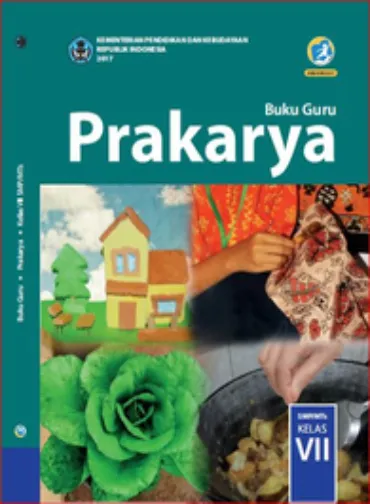 KEMENTERIAN PENDIDIKAN DAN KEBUDAYAAN
REPUBLIK INDONESIA
2017
Buku Guru
Prakarya
SMP/MTs
KELAS
VII
Buku Guru • Prakarya • Kelas SMP/MTs